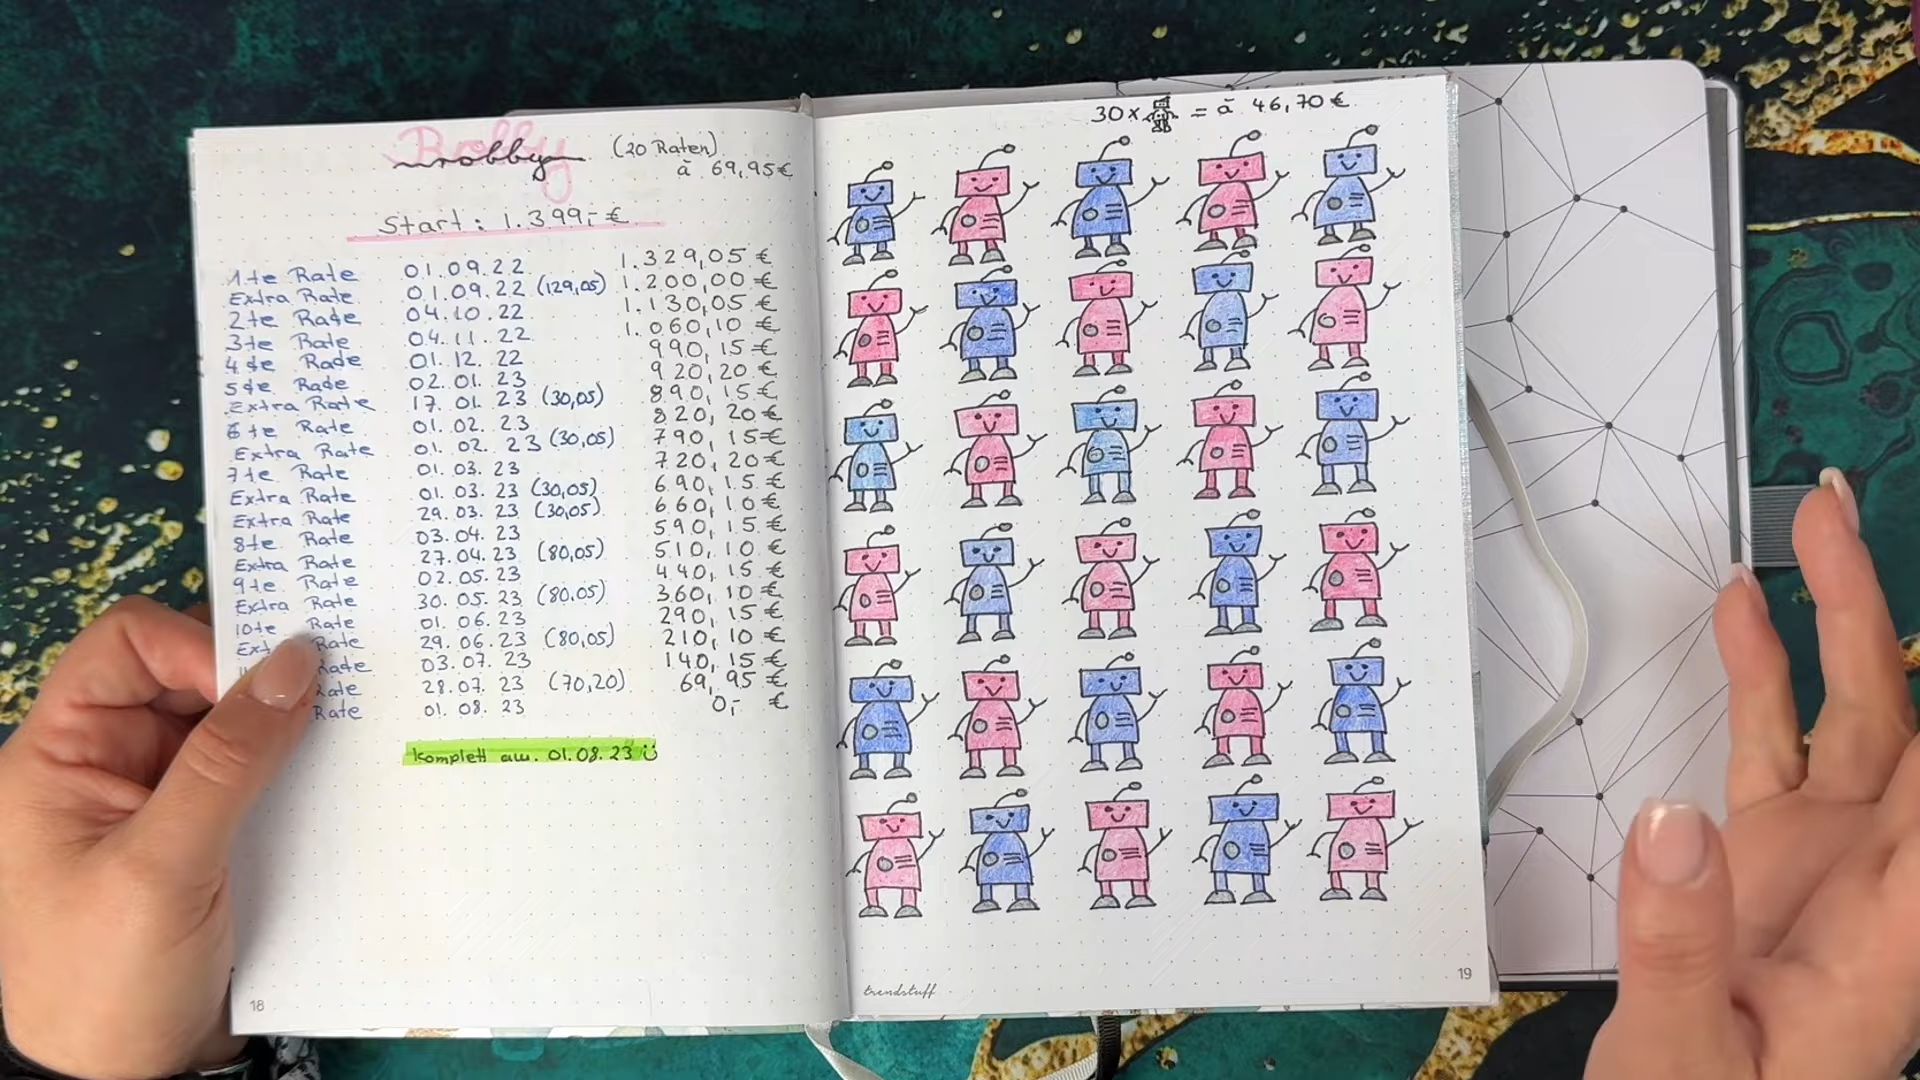 Robby
robby (20 Raten)
à 69,95€
Start: 1.399,-€
1te Rate 01.09.22 1.329,05 €
Extra Rate 01.09.22 (129,05) 1.200,00 €
2te Rate 04.10.22 1.130,05 €
3te Rate 04.11.22 1.060,10 €
4te Rate 01.12.22 990,15 €
5te Rate 02.01.23 920,20 €
Extra Rate 17.01.23 (30,05) 890,15 €
6te Rate 01.02.23 820,20 €
Extra Rate 01.02.23 (30,05) 790,15 €
7te Rate 01.03.23 720,20 €
Extra Rate 01.03.23 (30,05) 690,15 €
Extra Rate 29.03.23 (30,05) 660,10 €
8te Rate 03.04.23 590,15 €
Extra Rate 27.04.23 (80,05) 510,10 €
9te Rate 02.05.23 440,15 €
Extra Rate 30.05.23 (80,05) 360,10 €
10te Rate 01.06.23 290,15 €
Ext Rate 29.06.23 (80,05) 210,10 €
Rate 03.07.23 140,15 €
Rate 28.07.23 (70,20) 69,95 €
Rate 01.08.23 0,- €
Komplett am. 01.08.23
18
30x = à 46,70€
trendstuff
19